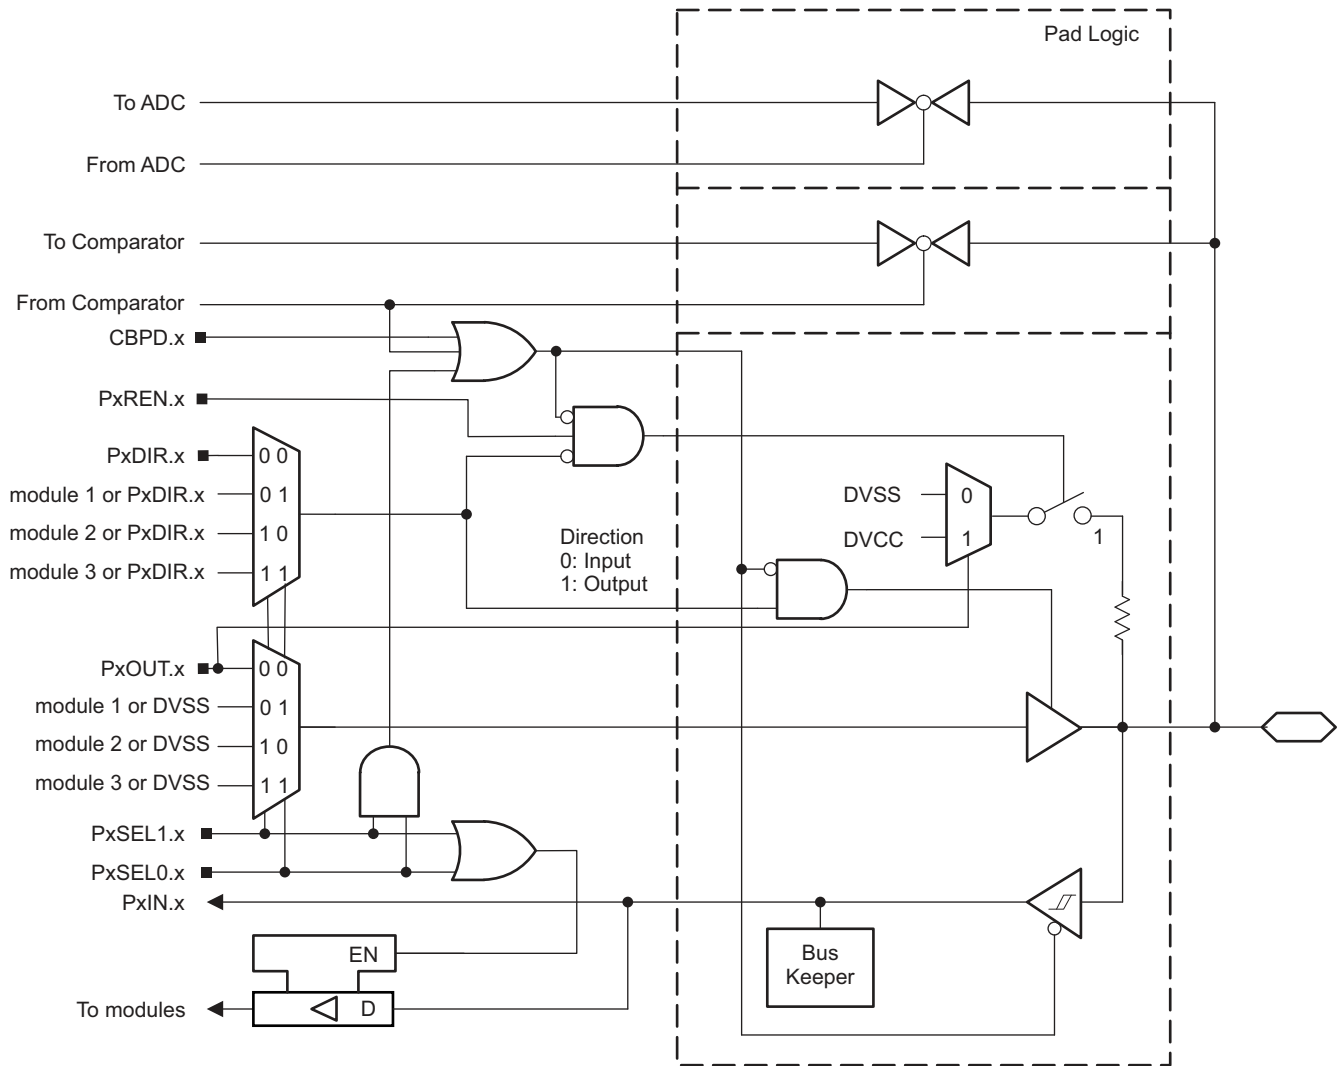 Pad Logic
To ADC
From ADC
To Comparator
From Comparator
CBPD.x
PxREN.x
PxDIR.x
0 0
module 1 or PxDIR.x
0 1
module 2 or PxDIR.x
1 0
module 3 or PxDIR.x
1 1
Direction
0: Input
1: Output
DVSS
0
DVCC
1
1
PxOUT.x
0 0
module 1 or DVSS
0 1
module 2 or DVSS
1 0
module 3 or DVSS
1 1
PxSEL1.x
PxSEL0.x
PxIN.x
Bus
Keeper
EN
To modules
D